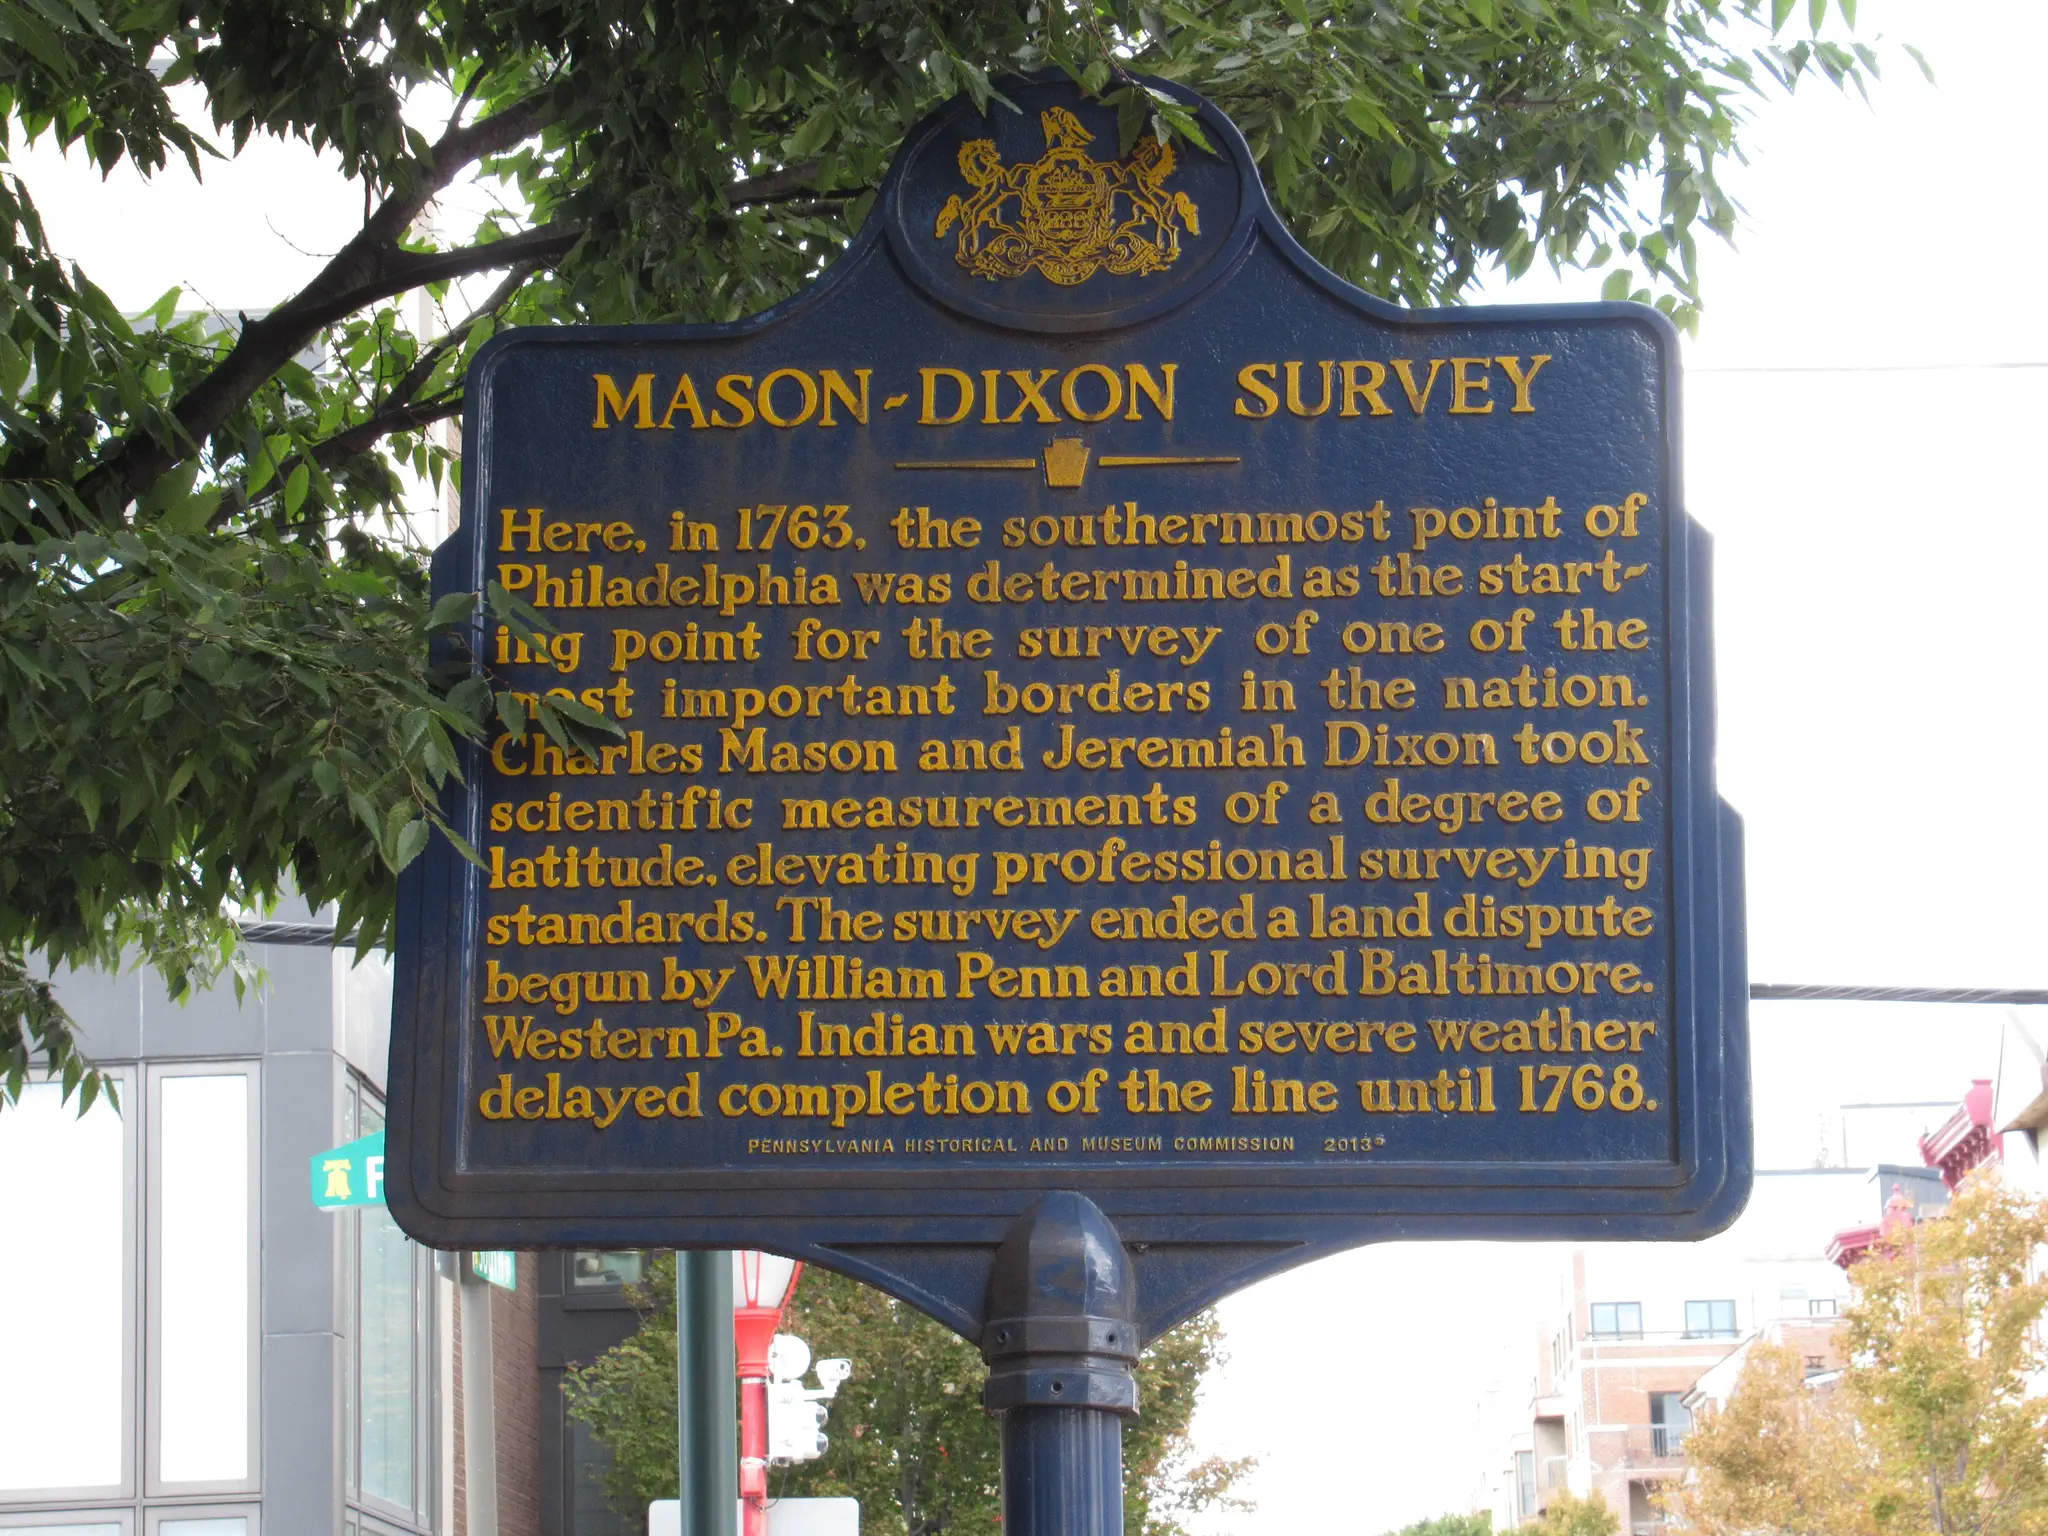 MASON-DIXON SURVEY
Here, in 1763, the southernmost point of
Philadelphia was determined as the start-
ing point for the survey of one of the
most important borders in the nation.
Charles Mason and Jeremiah Dixon took
scientific measurements of a degree of
latitude, elevating professional surveying
standards. The survey ended a land dispute
begun by William Penn and Lord Baltimore.
Western Pa. Indian wars and severe weather
delayed completion of the line until 1768.
PENNSYLVANIA HISTORICAL AND MUSEUM COMMISSION 2013